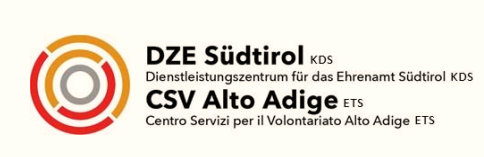 DZE Südtirol KDS
Dienstleistungszentrum für das Ehrenamt Südtirol KDS
CSV Alto Adige ETS
Centro Servizi per il Volontariato Alto Adige ETS